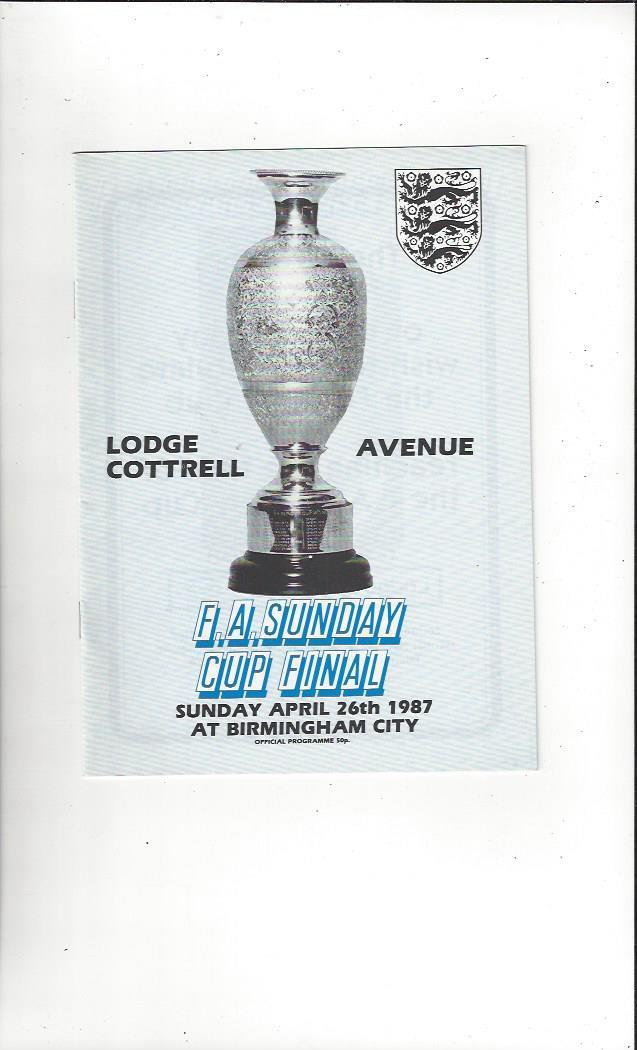 LODGE
COTTRELL
AVENUE
F.A. SUNDAY
CUP FINAL
SUNDAY APRIL 26th 1987
AT BIRMINGHAM CITY
OFFICIAL PROGRAMME 50p.